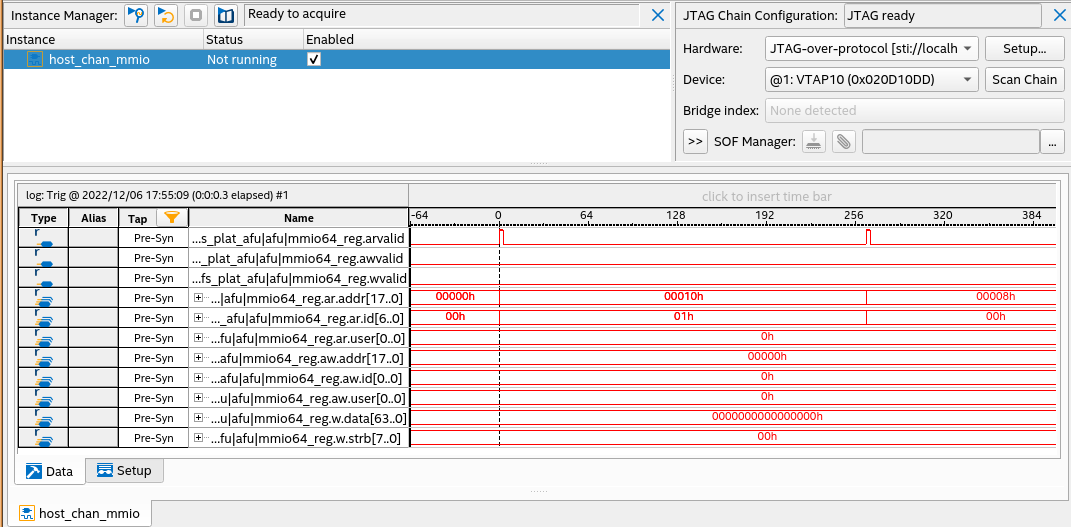 Instance Manager: Ready to acquire
Instance Status Enabled
host_chan_mmio Not running
JTAG Chain Configuration: JTAG ready
Hardware: JTAG-over-protocol [sti://localh Setup...
Device: @1: VTAP10 (0x020D10DD) Scan Chain
Bridge index: None detected
>> SOF Manager: ...
log: Trig @ 2022/12/06 17:55:09 (0:0:0.3 elapsed) #1 click to insert time bar
Type Alias Tap Name -64 0 64 128 192 256 320 384
r Pre-Syn ...s_plat_afu|afu|mmio64_reg.arvalid
r Pre-Syn ..._plat_afu|afu|mmio64_reg.awvalid
r Pre-Syn ...fs_plat_afu|afu|mmio64_reg.wvalid
r Pre-Syn ...|afu|mmio64_reg.ar.addr[17..0] 00000h 00010h 00008h
r Pre-Syn ..._afu|afu|mmio64_reg.ar.id[6..0] 00h 01h 00h
r Pre-Syn ...fu|afu|mmio64_reg.ar.user[0..0] 0h
r Pre-Syn ...afu|mmio64_reg.aw.addr[17..0] 00000h
r Pre-Syn ...afu|afu|mmio64_reg.aw.id[0..0] 0h
r Pre-Syn ...u|afu|mmio64_reg.aw.user[0..0] 0h
r Pre-Syn ...u|afu|mmio64_reg.w.data[63..0] 0000000000000000h
r Pre-Syn ...fu|afu|mmio64_reg.w.strb[7..0] 00h
Data Setup
host_chan_mmio